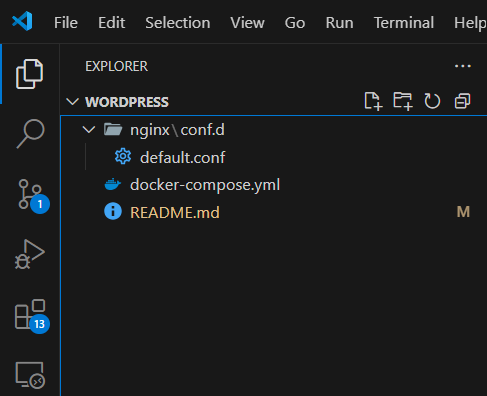 File Edit Selection View Go Run Terminal Help
EXPLORER ...
WORDPRESS
nginx\conf.d
default.conf
docker-compose.yml
1
README.md M
13